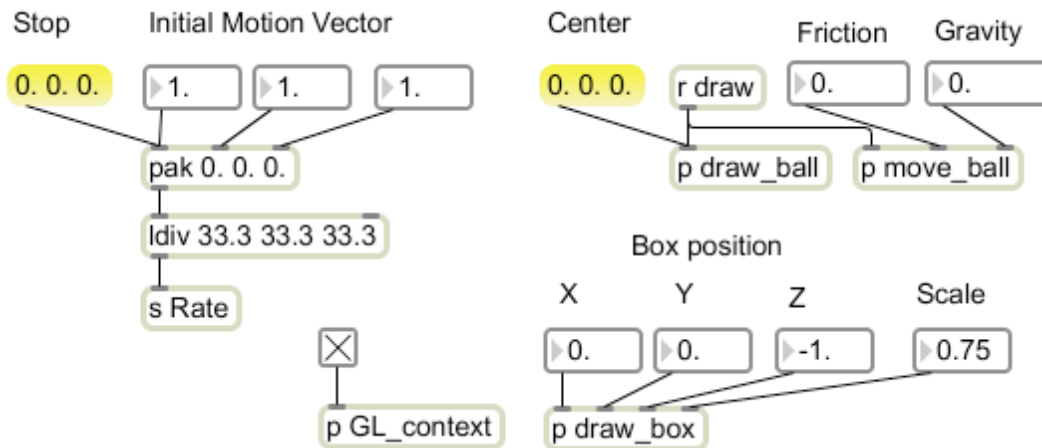 Stop
Initial Motion Vector
Center
Friction
Gravity
0. 0. 0.
1.
1.
1.
0. 0. 0.
r draw
0.
0.
pak 0. 0. 0.
p draw_ball
p move_ball
ldiv 33.3 33.3 33.3
Box position
s Rate
X
Y
Z
Scale
0.
0.
-1.
0.75
p GL_context
p draw_box